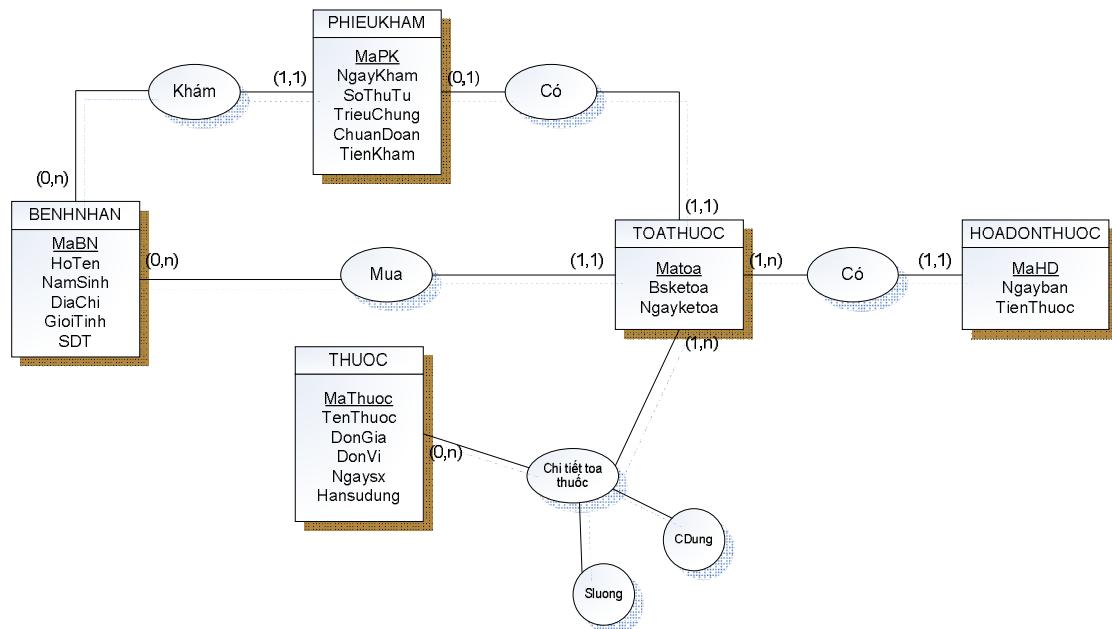 PHIEUKHAM
MaPK
NgayKham
SoThuTu
TrieuChung
ChuanDoan
TienKham
Khám
(1,1)
(0,1)
Có
(0,n)
(1,1)
BENHNHAN
MaBN
HoTen
NamSinh
DiaChi
GioiTinh
SDT
(0,n)
Mua
(1,1)
TOATHUOC
Matoa
Bsketoa
Ngayketoa
(1,n)
Có
(1,1)
HOADONTHUOC
MaHD
Ngayban
TienThuoc
(1,n)
THUOC
MaThuoc
TenThuoc
DonGia
DonVi
Ngaysx
Hansudung
(0,n)
Chi tiết toa
thuốc
CDung
Sluong